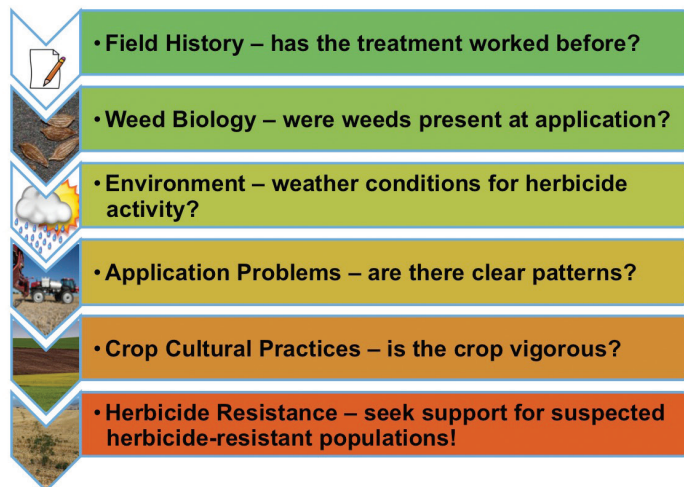 • Field History – has the treatment worked before?
• Weed Biology – were weeds present at application?
• Environment – weather conditions for herbicide
activity?
• Application Problems – are there clear patterns?
• Crop Cultural Practices – is the crop vigorous?
• Herbicide Resistance – seek support for suspected
herbicide-resistant populations!